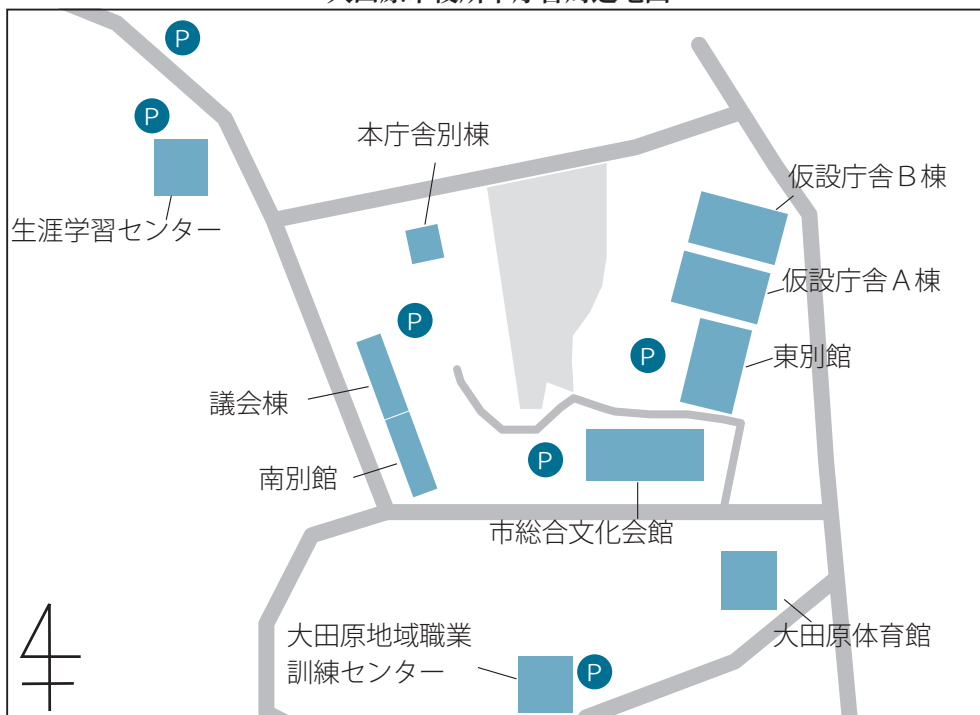 P
P
本庁舎別棟
仮設庁舎B棟
生涯学習センター
仮設庁舎A棟
P
P
東別館
議会棟
P
南別館
市総合文化会館
大田原地域職業
訓練センター
P
大田原体育館